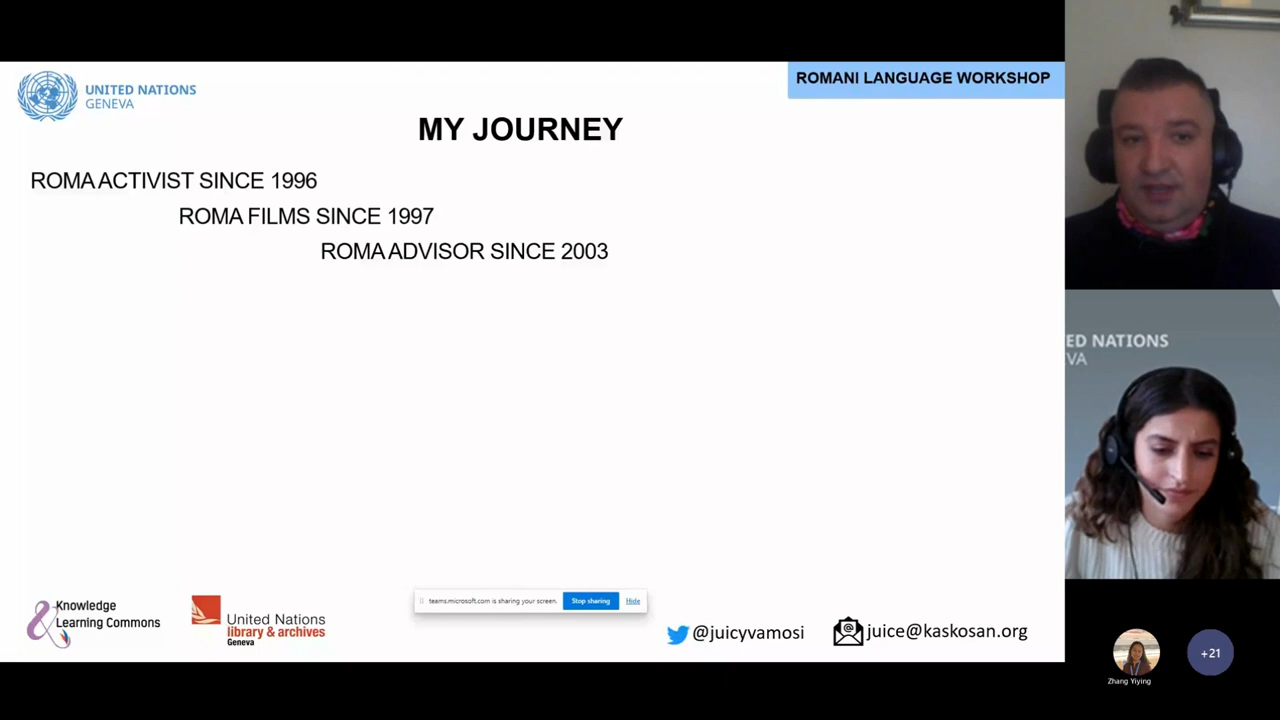 UNITED NATIONS
GENEVA
ROMANI LANGUAGE WORKSHOP
MY JOURNEY
ROMA ACTIVIST SINCE 1996
ROMA FILMS SINCE 1997
ROMA ADVISOR SINCE 2003
ED NATIONS
VA
Knowledge
& Learning Commons
United Nations
library & archives
Geneva
teams.microsoft.com is sharing your screen.
Stop sharing
Hide
@juicyvamosi
@
juice@kaskosan.org
Zhang Yiying
+21